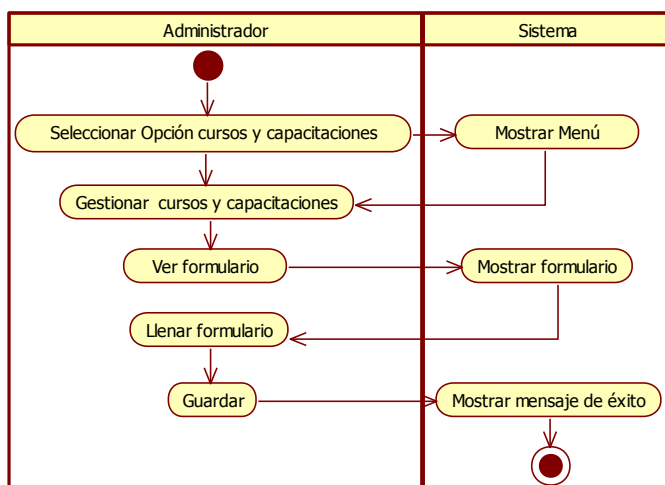 Administrador
Sistema
Seleccionar Opción cursos y capacitaciones
Mostrar Menú
Gestionar cursos y capacitaciones
Ver formulario
Mostrar formulario
Llenar formulario
Guardar
Mostrar mensaje de éxito